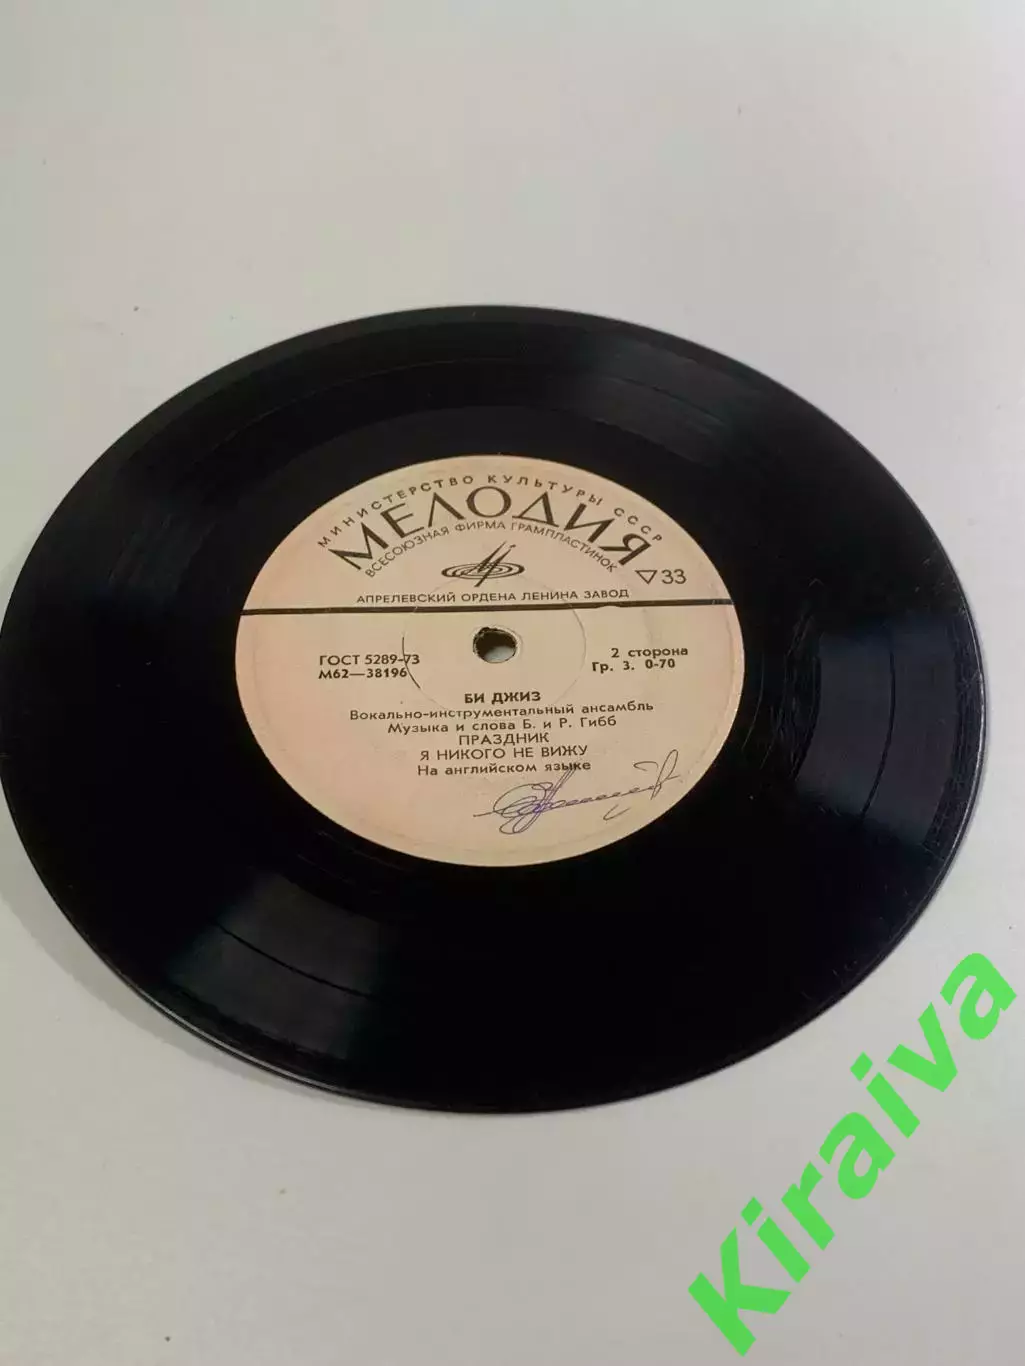 МИНИСТЕРСТВО КУЛЬТУРЫ СССР
МЕЛОДИЯ
ВСЕСОЮЗНАЯ ФИРМА ГРАМПЛАСТИНОК
▽33
АПРЕЛЕВСКИЙ ОРДЕНА ЛЕНИНА ЗАВОД
ГОСТ 5289-73
М62—38196
2 сторона
Гр. 3. 0-70
БИ ДЖИЗ
Вокально-инструментальный ансамбль
Музыка и слова Б. и Р. Гибб
ПРАЗДНИК
Я НИКОГО НЕ ВИЖУ
На английском языке
Kiraiva